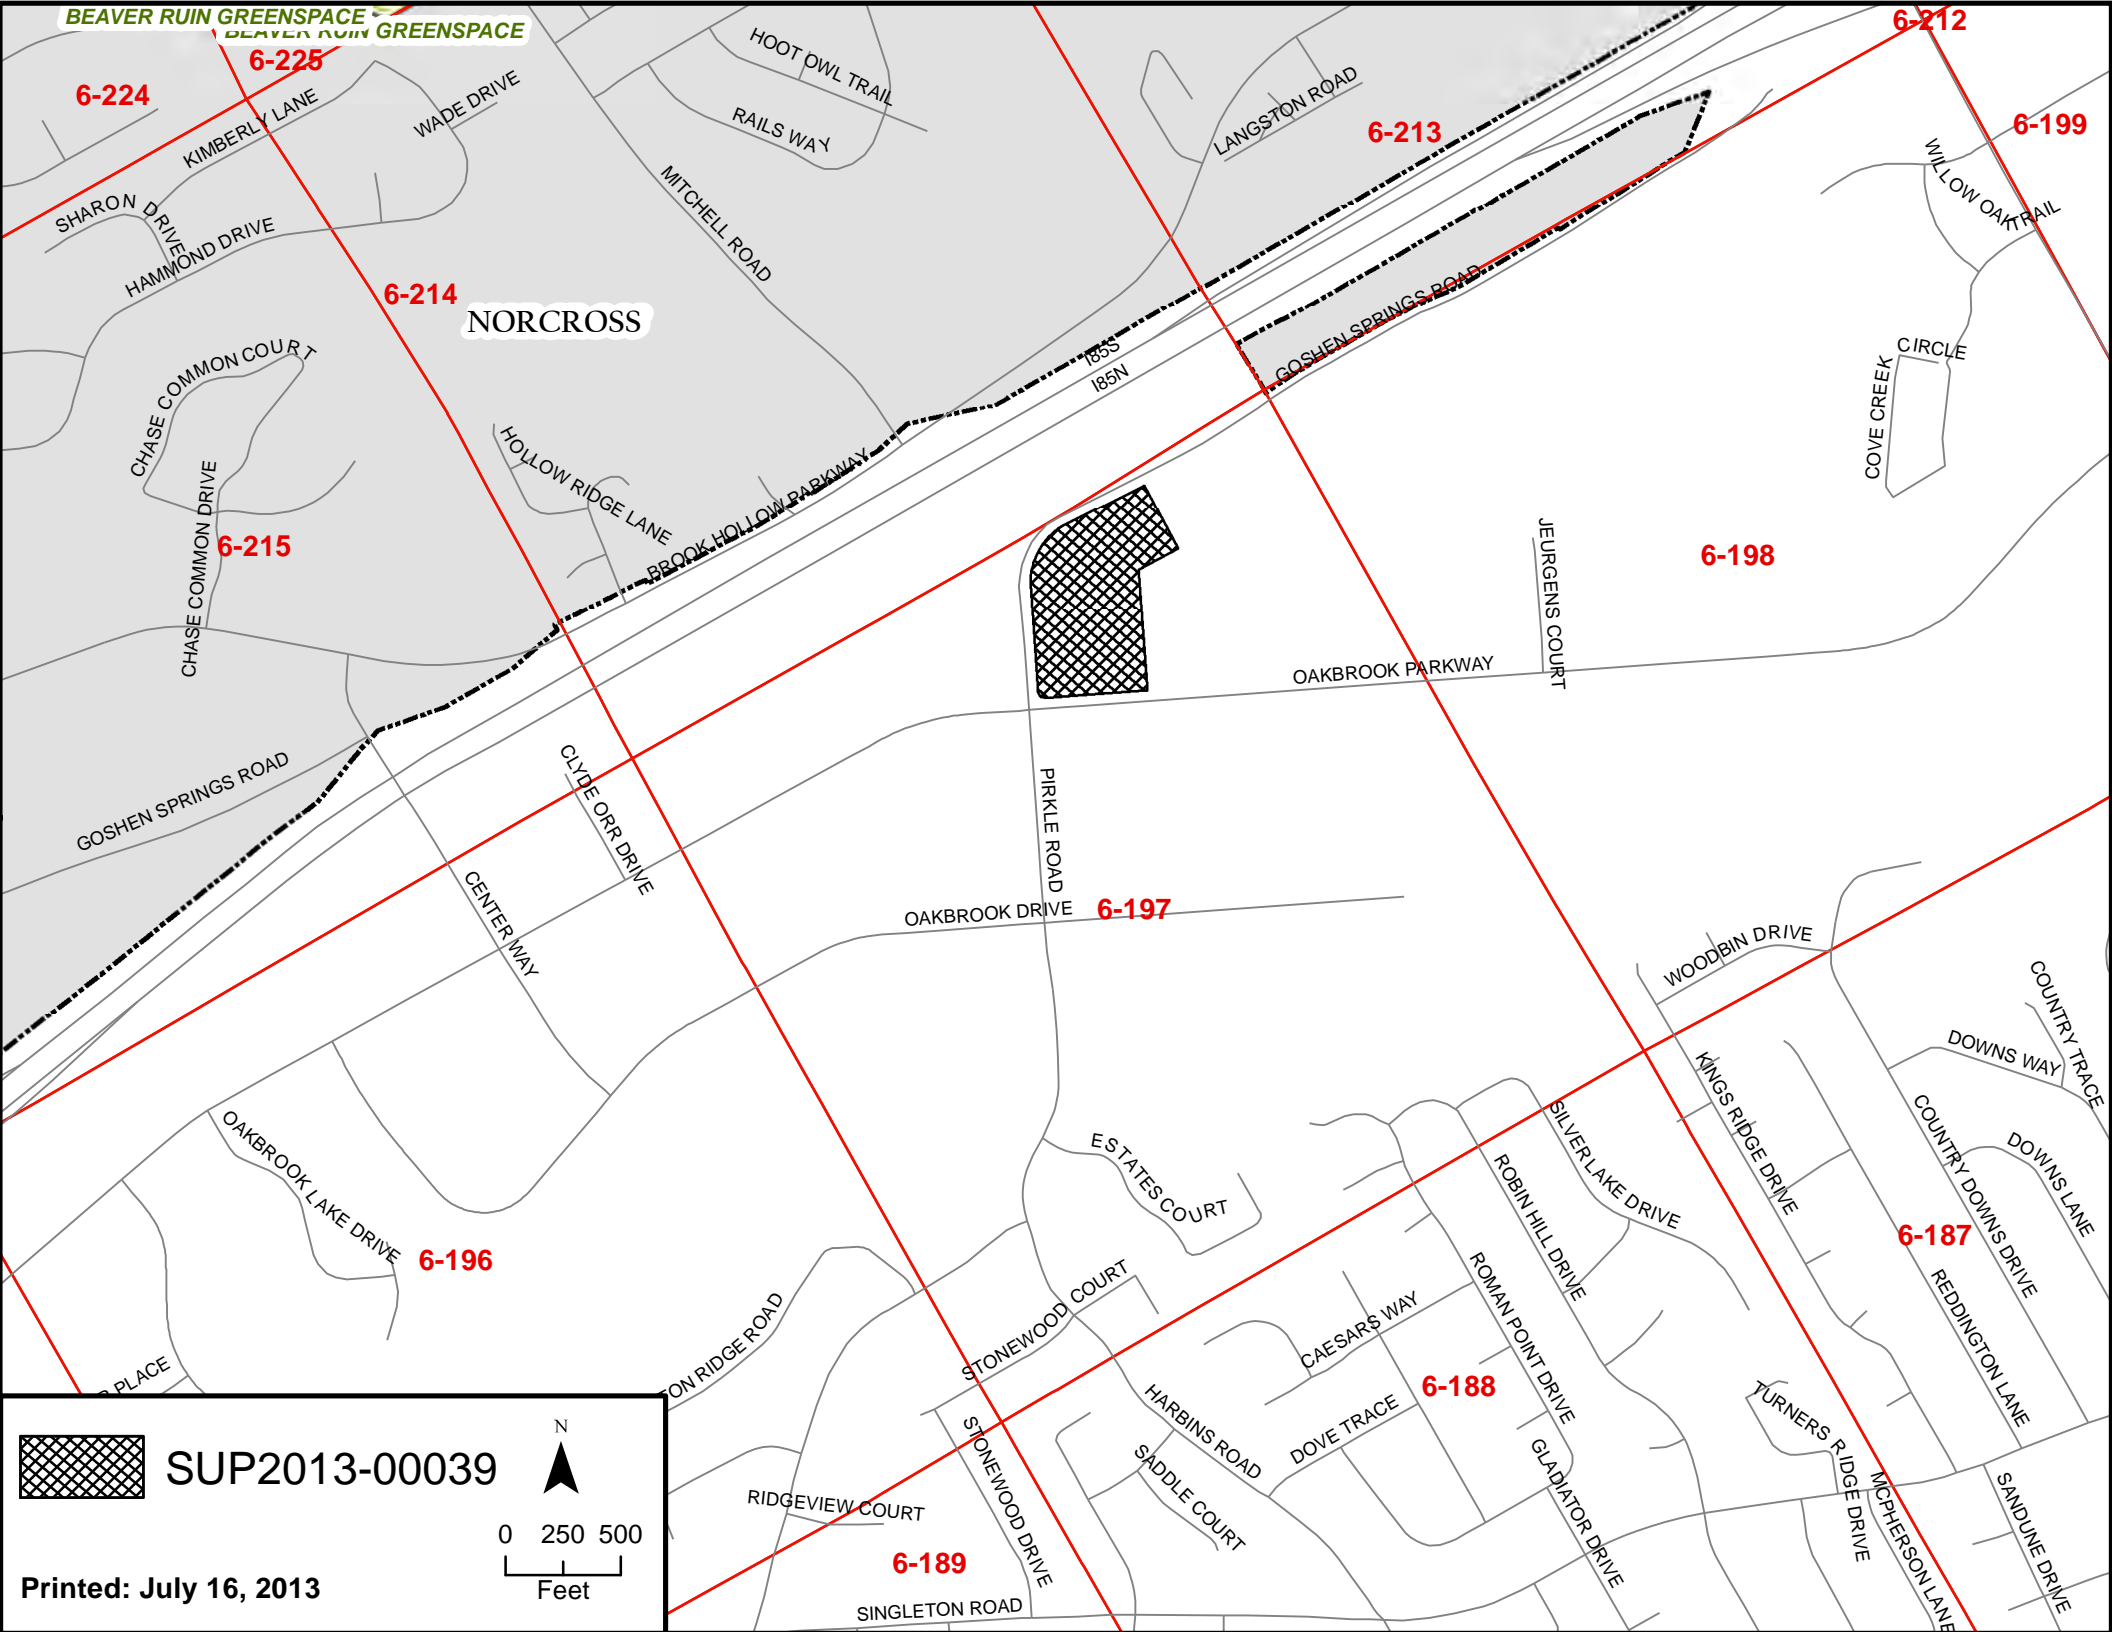 BEAVER RUIN GREENSPACE
BEAVER RUIN GREENSPACE
6-212
6-225
6-224
HOOT OWL TRAIL
WADE DRIVE
KIMBERLY LANE
RAILS WAY
LANGSTON ROAD
6-213
6-199
WILLOW OAK TRAIL
SHARON DRIVE
HAMMOND DRIVE
MITCHELL ROAD
6-214
NORCROSS
I85S
I85N
GOSHEN SPRINGS ROAD
COVE CREEK CIRCLE
CHASE COMMON COURT
HOLLOW RIDGE LANE
BROOK HOLLOW PARKWAY
CHASE COMMON DRIVE
6-215
JEURGENS COURT
6-198
OAKBROOK PARKWAY
GOSHEN SPRINGS ROAD
CLYDE ORR DRIVE
PIRKLE ROAD
CENTER WAY
OAKBROOK DRIVE
6-197
WOODBIN DRIVE
COUNTRY TRACE
DOWNS WAY
KINGS RIDGE DRIVE
COUNTRY DOWNS DRIVE
DOWNS LANE
OAKBROOK LAKE DRIVE
ESTATES COURT
SILVER LAKE DRIVE
ROBIN HILL DRIVE
6-187
6-196
STONEWOOD COURT
ROMAN POINT DRIVE
REDDINGTON LANE
TON RIDGE ROAD
CAESARS WAY
PLACE
6-188
HARBINS ROAD
DOVE TRACE
TURNERS RIDGE DRIVE
STONEWOOD DRIVE
SADDLE COURT
GLADIATOR DRIVE
MCPHERSON LANE
SANDUNE DRIVE
RIDGEVIEW COURT
6-189
SINGLETON ROAD
SUP2013-00039
N
0 250 500
Feet
Printed: July 16, 2013